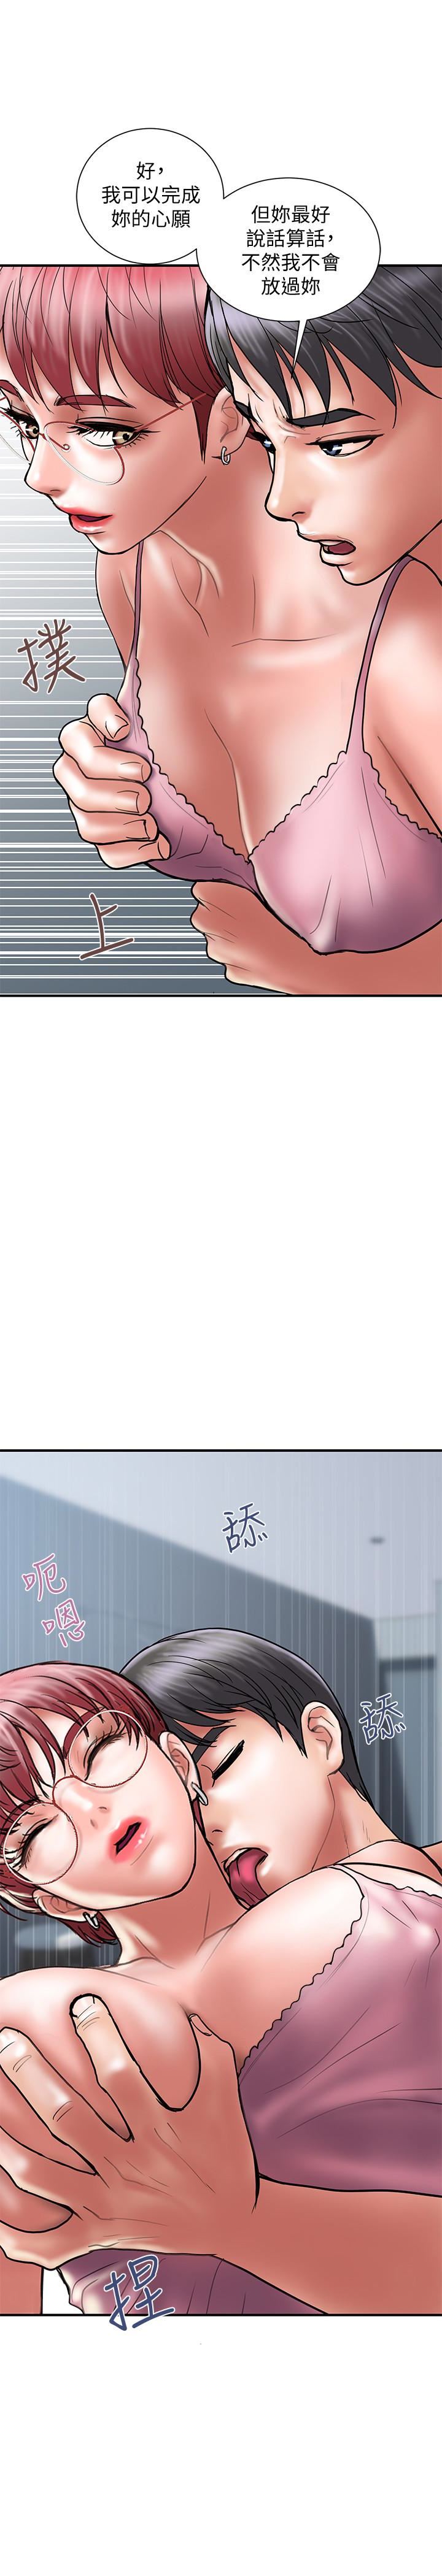 好，
我可以完成
妳的心願
但妳最好
說話算話，
不然我不會
放過妳
撲
上
舔
呃
嗯
舔
捏